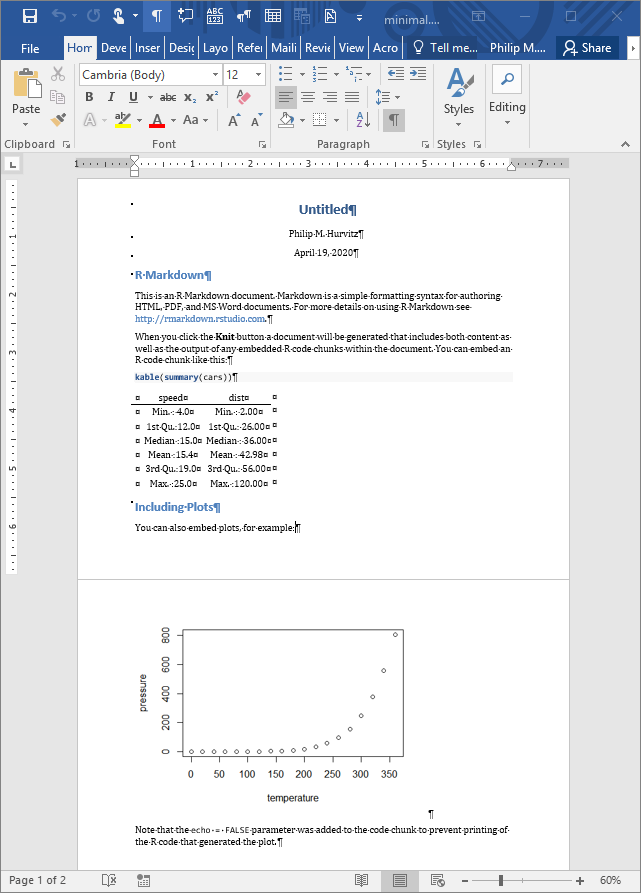 minimal....
File Hom Deve Inser Desig Layo Refer Maili Revie View Acro Tell me... Philip M.... Share
Paste
Cambria (Body) 12
B I U abc x₂ x²
A ab A Aa A A
Styles
Editing
Clipboard Font Paragraph Styles
1 1 2 3 4 5 6 7
Untitled¶
Philip·M.·Hurvitz¶
April·19,·2020¶
R·Markdown¶
This·is·an·R·Markdown·document.·Markdown·is·a·simple·formatting·syntax·for·authoring·
HTML,·PDF,·and·MS·Word·documents.·For·more·details·on·using·R·Markdown·see·
http://rmarkdown.rstudio.com.¶
When·you·click·the·Knit·button·a·document·will·be·generated·that·includes·both·content·as·
well·as·the·output·of·any·embedded·R·code·chunks·within·the·document.·You·can·embed·an·
R·code·chunk·like·this:¶
kable(summary(cars))¶
¤ speed¤ dist¤ ¤
¤ Min.·:·4.0¤ Min.·:·2.00¤ ¤
¤ 1st·Qu.:12.0¤ 1st·Qu.:·26.00¤ ¤
¤ Median·:15.0¤ Median·:·36.00¤ ¤
¤ Mean·:15.4¤ Mean·:·42.98¤ ¤
¤ 3rd·Qu.:19.0¤ 3rd·Qu.:·56.00¤ ¤
¤ Max.·:25.0¤ Max.·:120.00¤ ¤
Including·Plots¶
You·can·also·embed·plots,·for·example:¶
800
600
400
200
0
pressure
0 50 100 150 200 250 300 350
temperature
¶
Note·that·the·echo·=·FALSE·parameter·was·added·to·the·code·chunk·to·prevent·printing·of·
the·R·code·that·generated·the·plot.¶
Page 1 of 2 60%